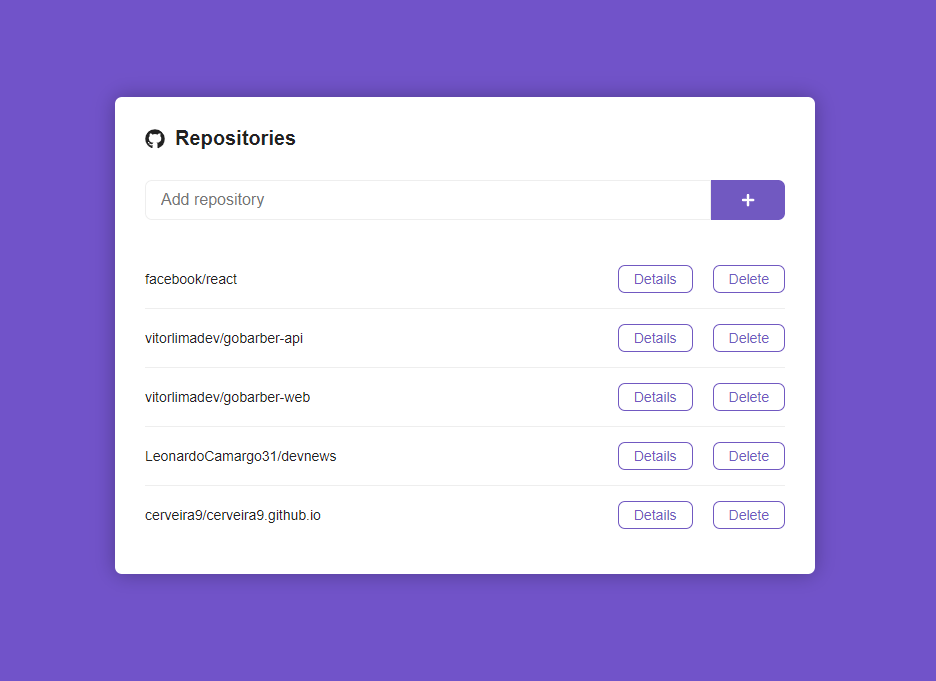 Repositories
Add repository +
facebook/react Details Delete
vitorlimadev/gobarber-api Details Delete
vitorlimadev/gobarber-web Details Delete
LeonardoCamargo31/devnews Details Delete
cerveira9/cerveira9.github.io Details Delete